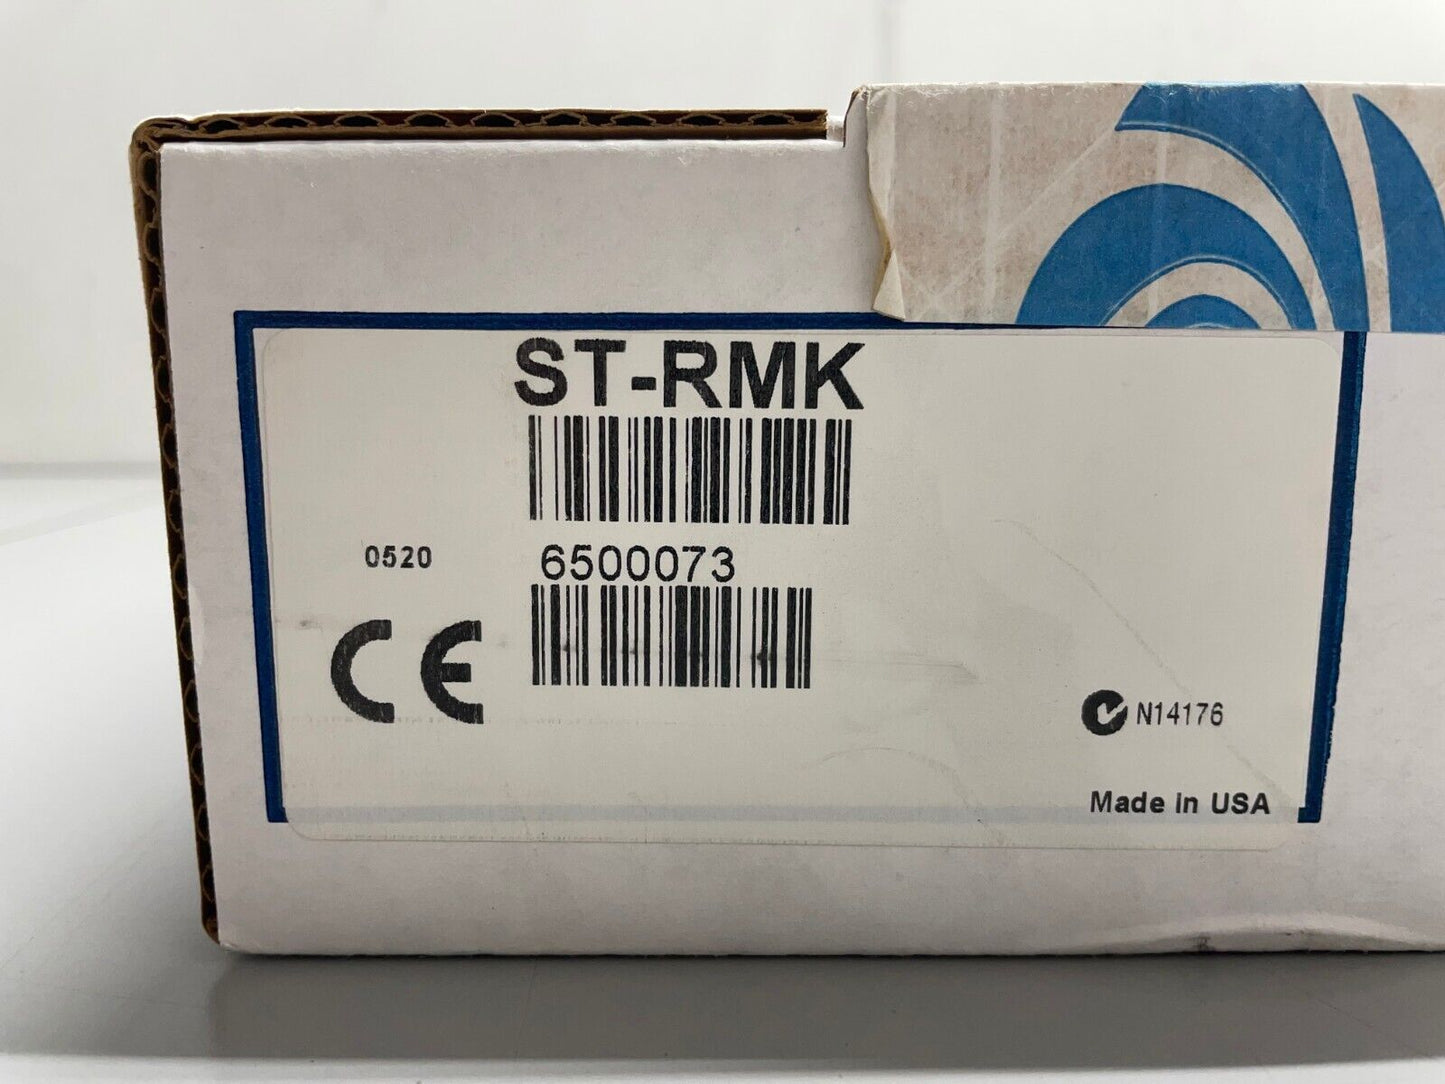 ST-RMK
0520
6500073
CE
N14176
Made in USA